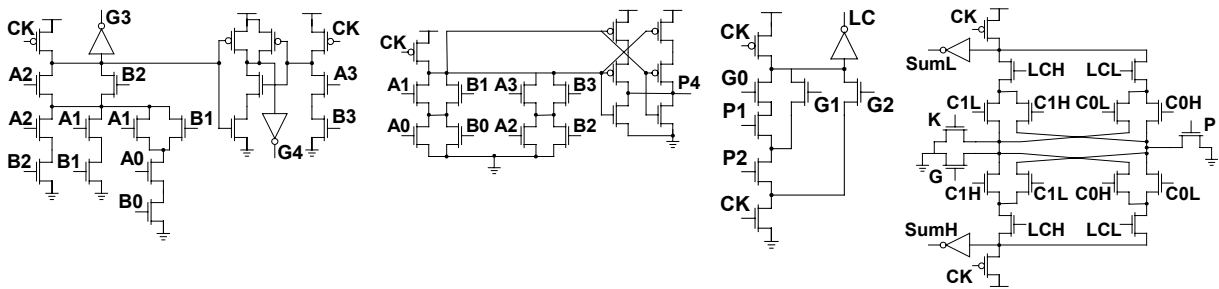 G3
CK
CK
A2
B2
A3
A2
A1
A1
B1
B3
B2
B1
A0
G4
B0
CK
A1
B1
A3
B3
P4
A0
B0
A2
B2
LC
CK
G0
G1
G2
P1
P2
CK
CK
SumL
LCH
LCL
C1L
C1H
C0L
C0H
K
P
G
C1H
C1L
C0H
C0L
SumH
LCH
LCL
CK